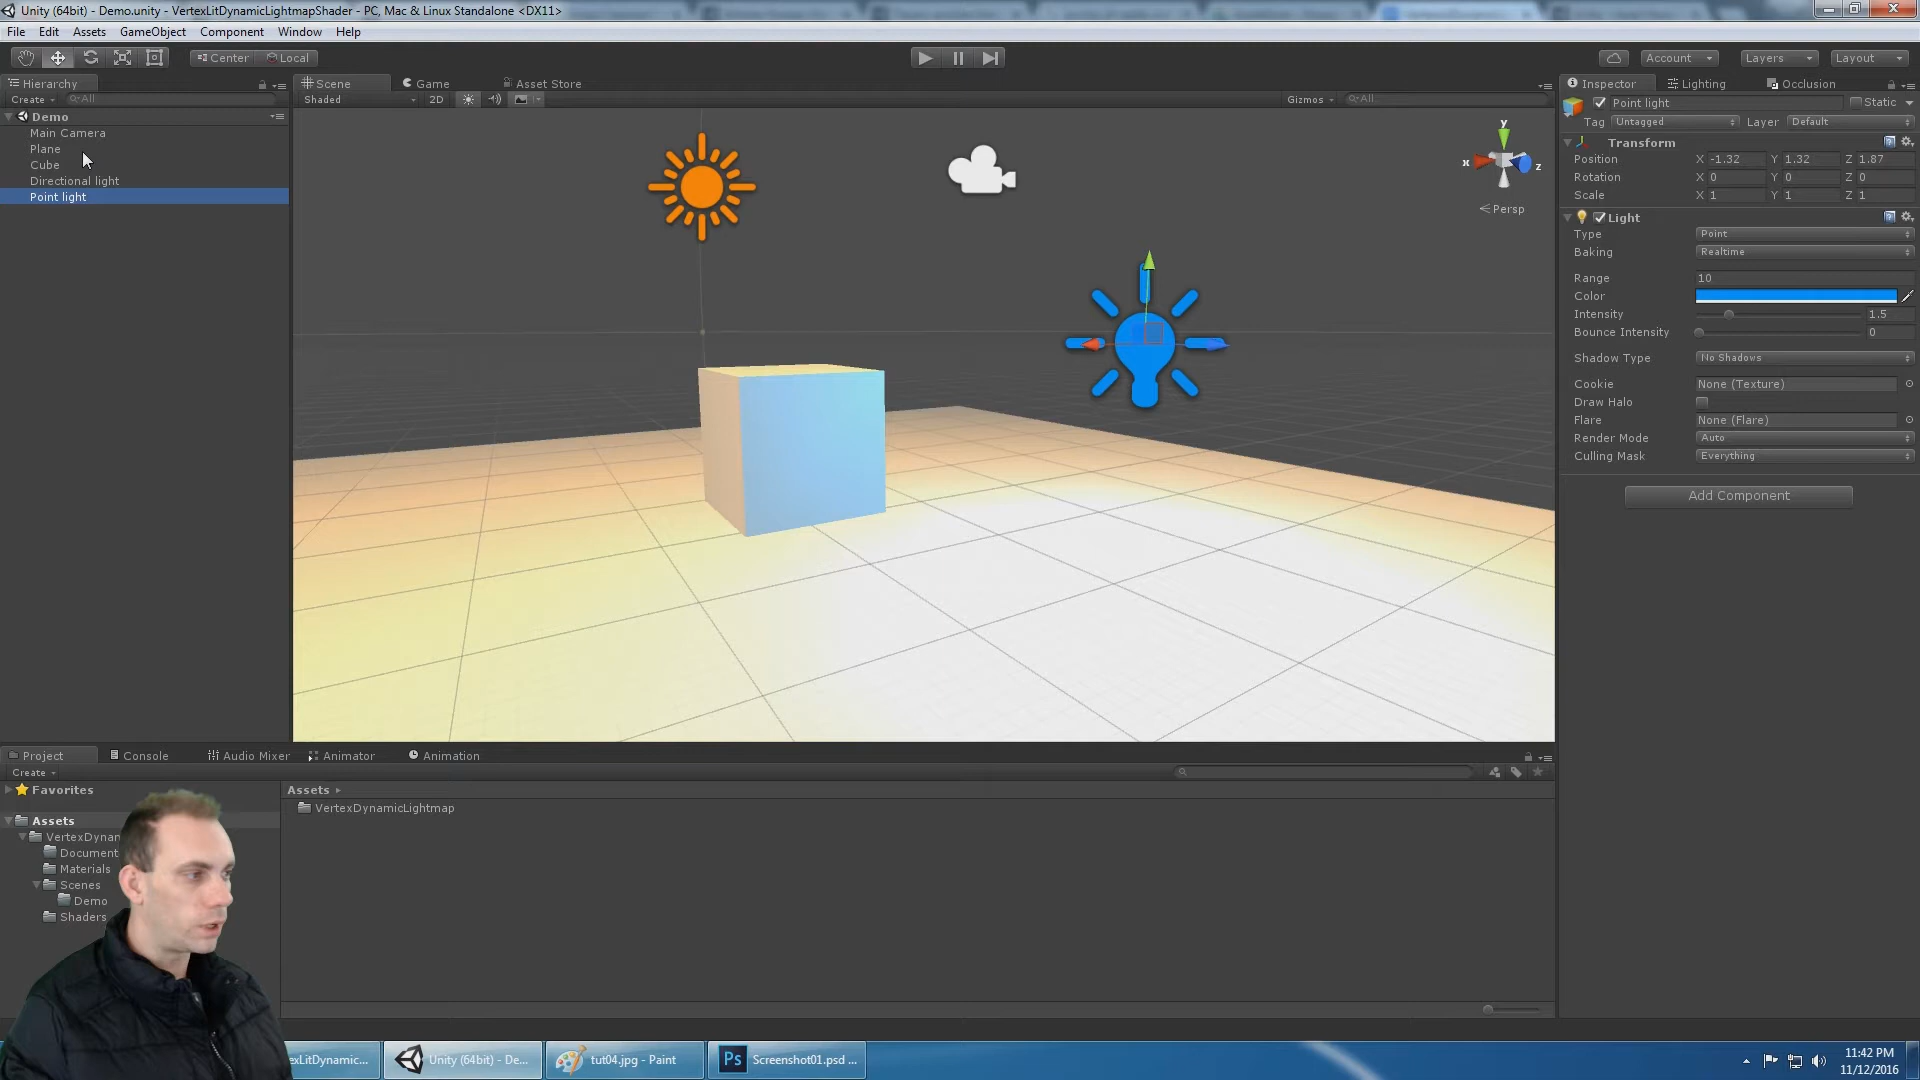 Unity (64bit) - Demo.unity - VertexLitDynamicLightmapShader - PC, Mac & Linux Standalone <DX11>
File Edit Assets GameObject Component Window Help
Center Local
Account Layers Layout
Hierarchy
Create All
Demo
Main Camera
Plane
Cube
Directional light
Point light
Scene Game Asset Store
Shaded 2D Gizmos All
y
x
z
Persp
Inspector Lighting Occlusion
Point light Static
Tag Untagged Layer Default
Transform
Position X -1.32 Y 1.32 Z 1.87
Rotation X 0 Y 0 Z 0
Scale X 1 Y 1 Z 1
Light
Type Point
Baking Realtime
Range 10
Color
Intensity 1.5
Bounce Intensity 0
Shadow Type No Shadows
Cookie None (Texture)
Draw Halo
Flare None (Flare)
Render Mode Auto
Culling Mask Everything
Add Component
Project Console Audio Mixer Animator Animation
Create
Favorites
Assets
VertexDynan
Document
Materials
Scenes
Demo
Shaders
Assets
VertexDynamicLightmap
exLitDynamic...
Unity (64bit) - De...
tut04.jpg - Paint
Ps Screenshot01.psd ...
11:42 PM
11/12/2016